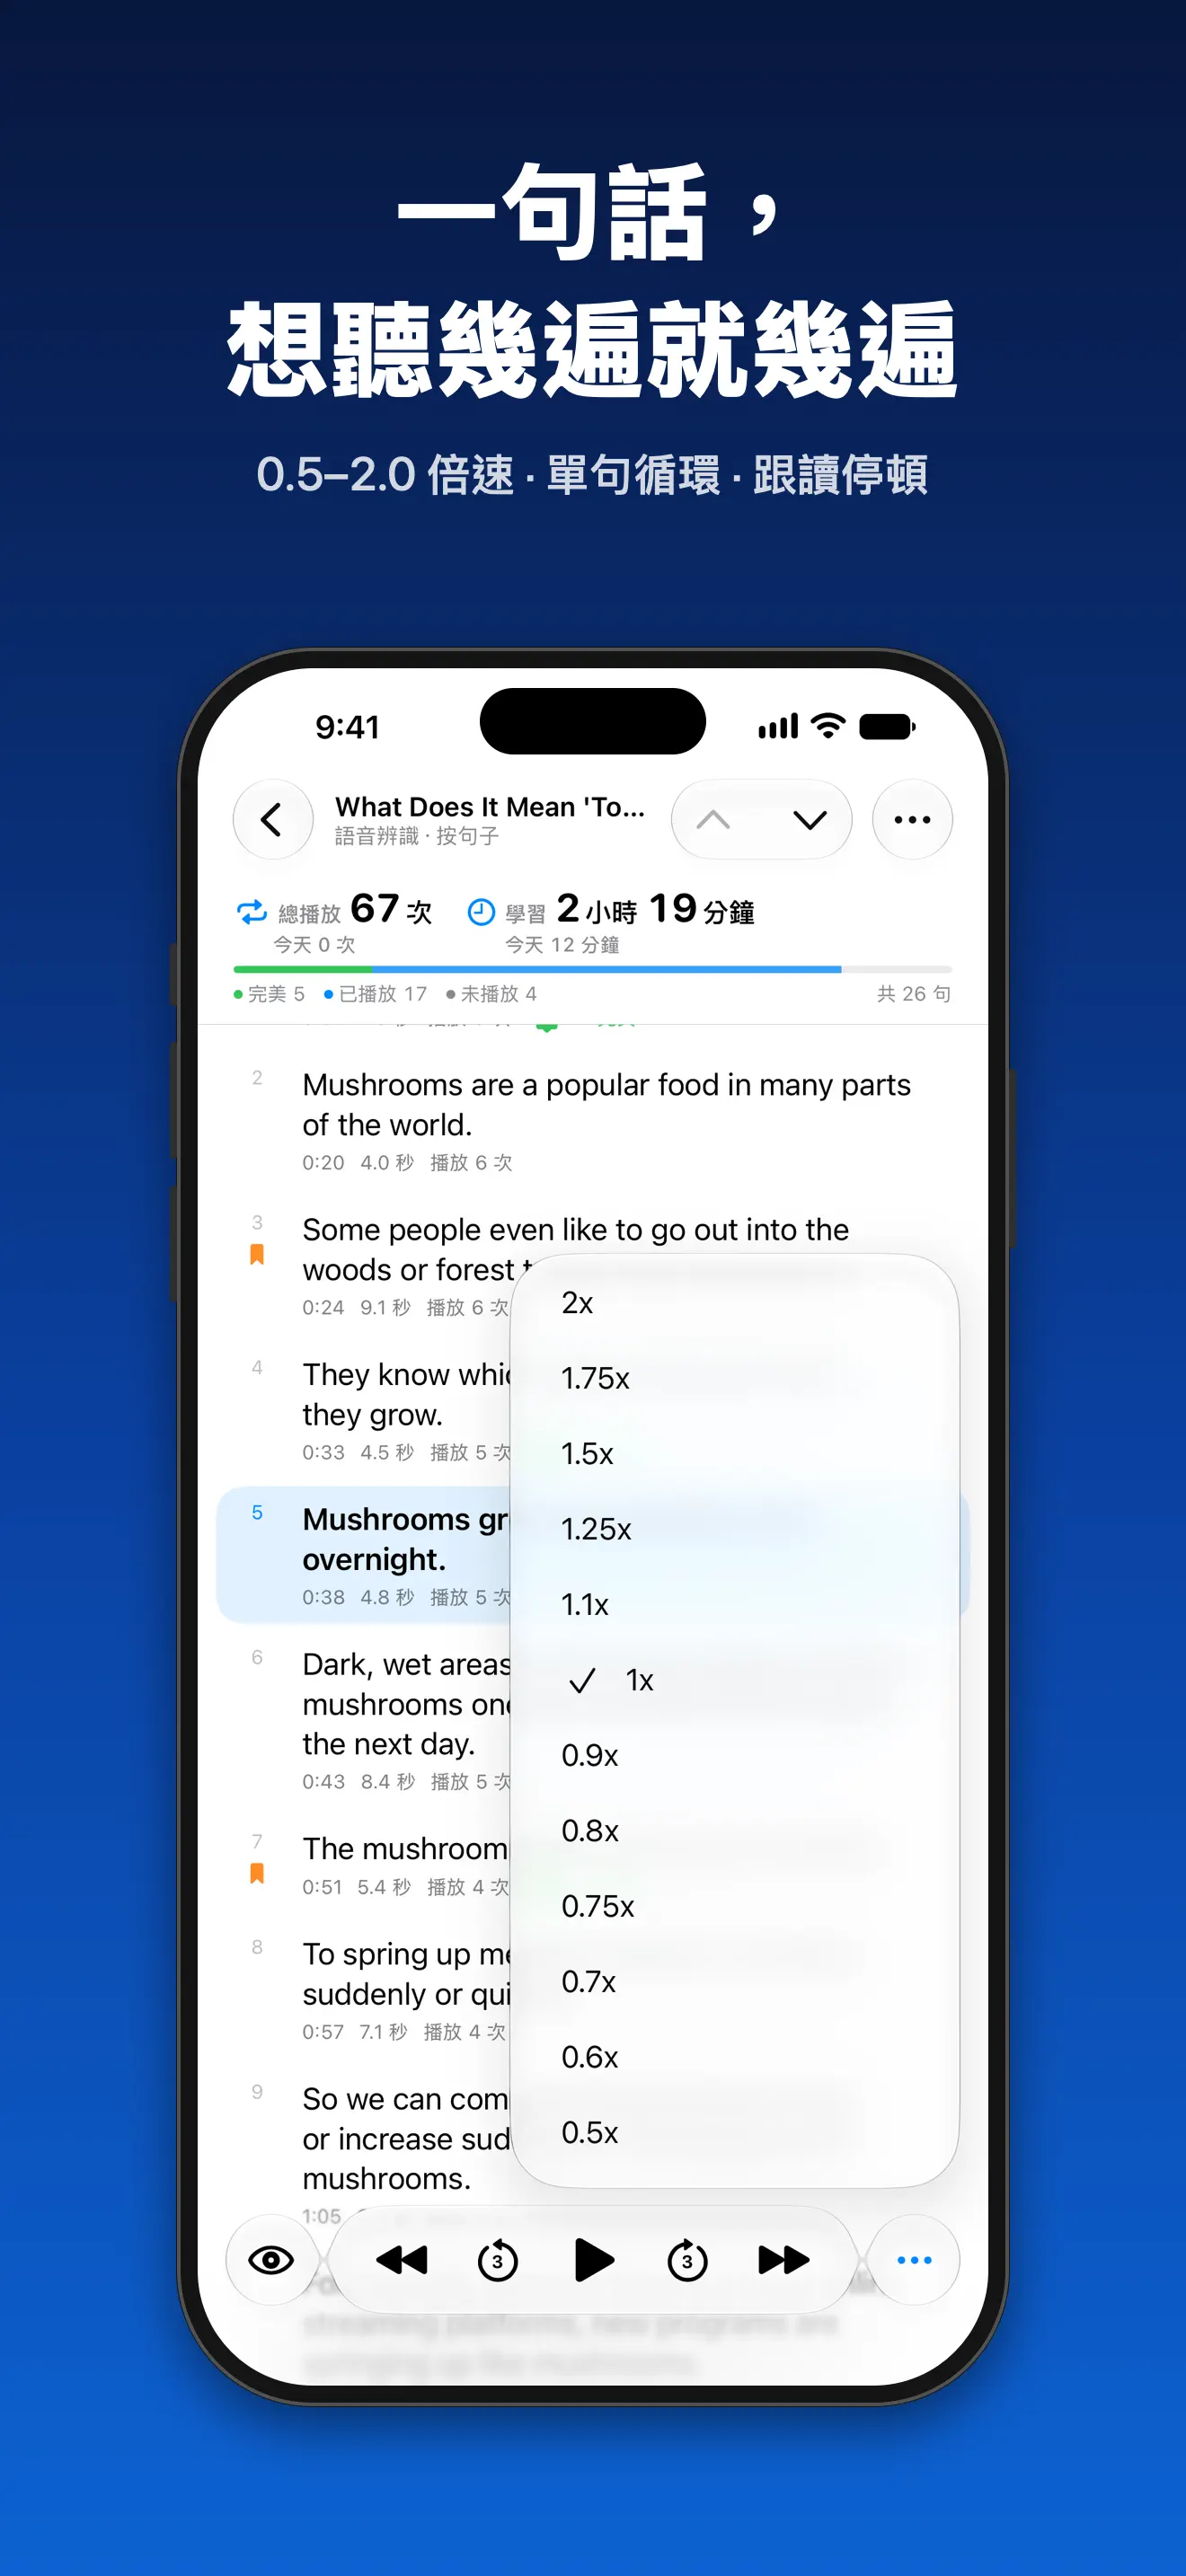 一句話，
想聽幾遍就幾遍
0.5–2.0 倍速 · 單句循環 · 跟讀停頓
9:41
What Does It Mean 'To...
語音辨識 · 按句子
總播放 67 次 學習 2 小時 19 分鐘
今天 0 次 今天 12 分鐘
完美 5 已播放 17 未播放 4 共 26 句
2 Mushrooms are a popular food in many parts
of the world.
0:20 4.0 秒 播放 6 次
3 Some people even like to go out into the
woods or forest
0:24 9.1 秒 播放 6 次
4 They know
they grow.
0:33 4.5 秒 播放 5 次
5 Mushrooms
overnight.
0:38 4.8 秒 播放 5 次
6 Dark, wet areas
mushrooms
the next day.
0:43 8.4 秒 播放 5 次
7 The mushroom
0:51 5.4 秒 播放 4 次
8 To spring up
suddenly or
0:57 7.1 秒 播放 4 次
9 So we can
or increase
mushrooms.
1:05
2x
1.75x
1.5x
1.25x
1.1x
1x
0.9x
0.8x
0.75x
0.7x
0.6x
0.5x
3 3
streaming platforms, new programs are
springing up like mushrooms.